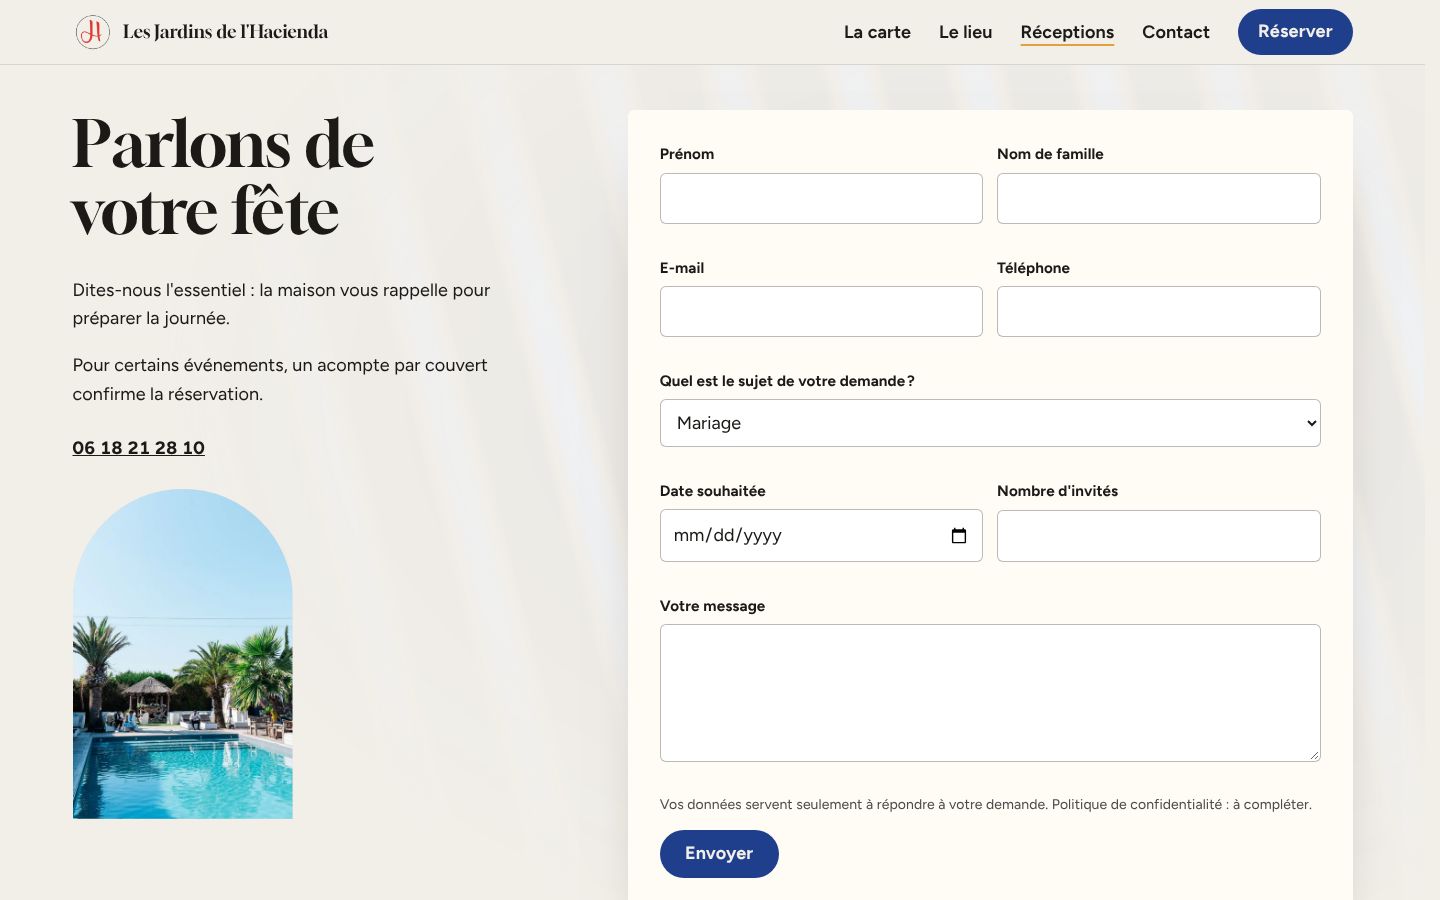 Les Jardins de l'Hacienda
La carte
Le lieu
Réceptions
Contact
Réserver
Parlons de
votre fête
Dites-nous l'essentiel : la maison vous rappelle pour
préparer la journée.
Pour certains événements, un acompte par couvert
confirme la réservation.
06 18 21 28 10
Prénom
Nom de famille
E-mail
Téléphone
Quel est le sujet de votre demande ?
Mariage
Date souhaitée
Nombre d'invités
mm/dd/yyyy
Votre message
Vos données servent seulement à répondre à votre demande. Politique de confidentialité : à compléter.
Envoyer